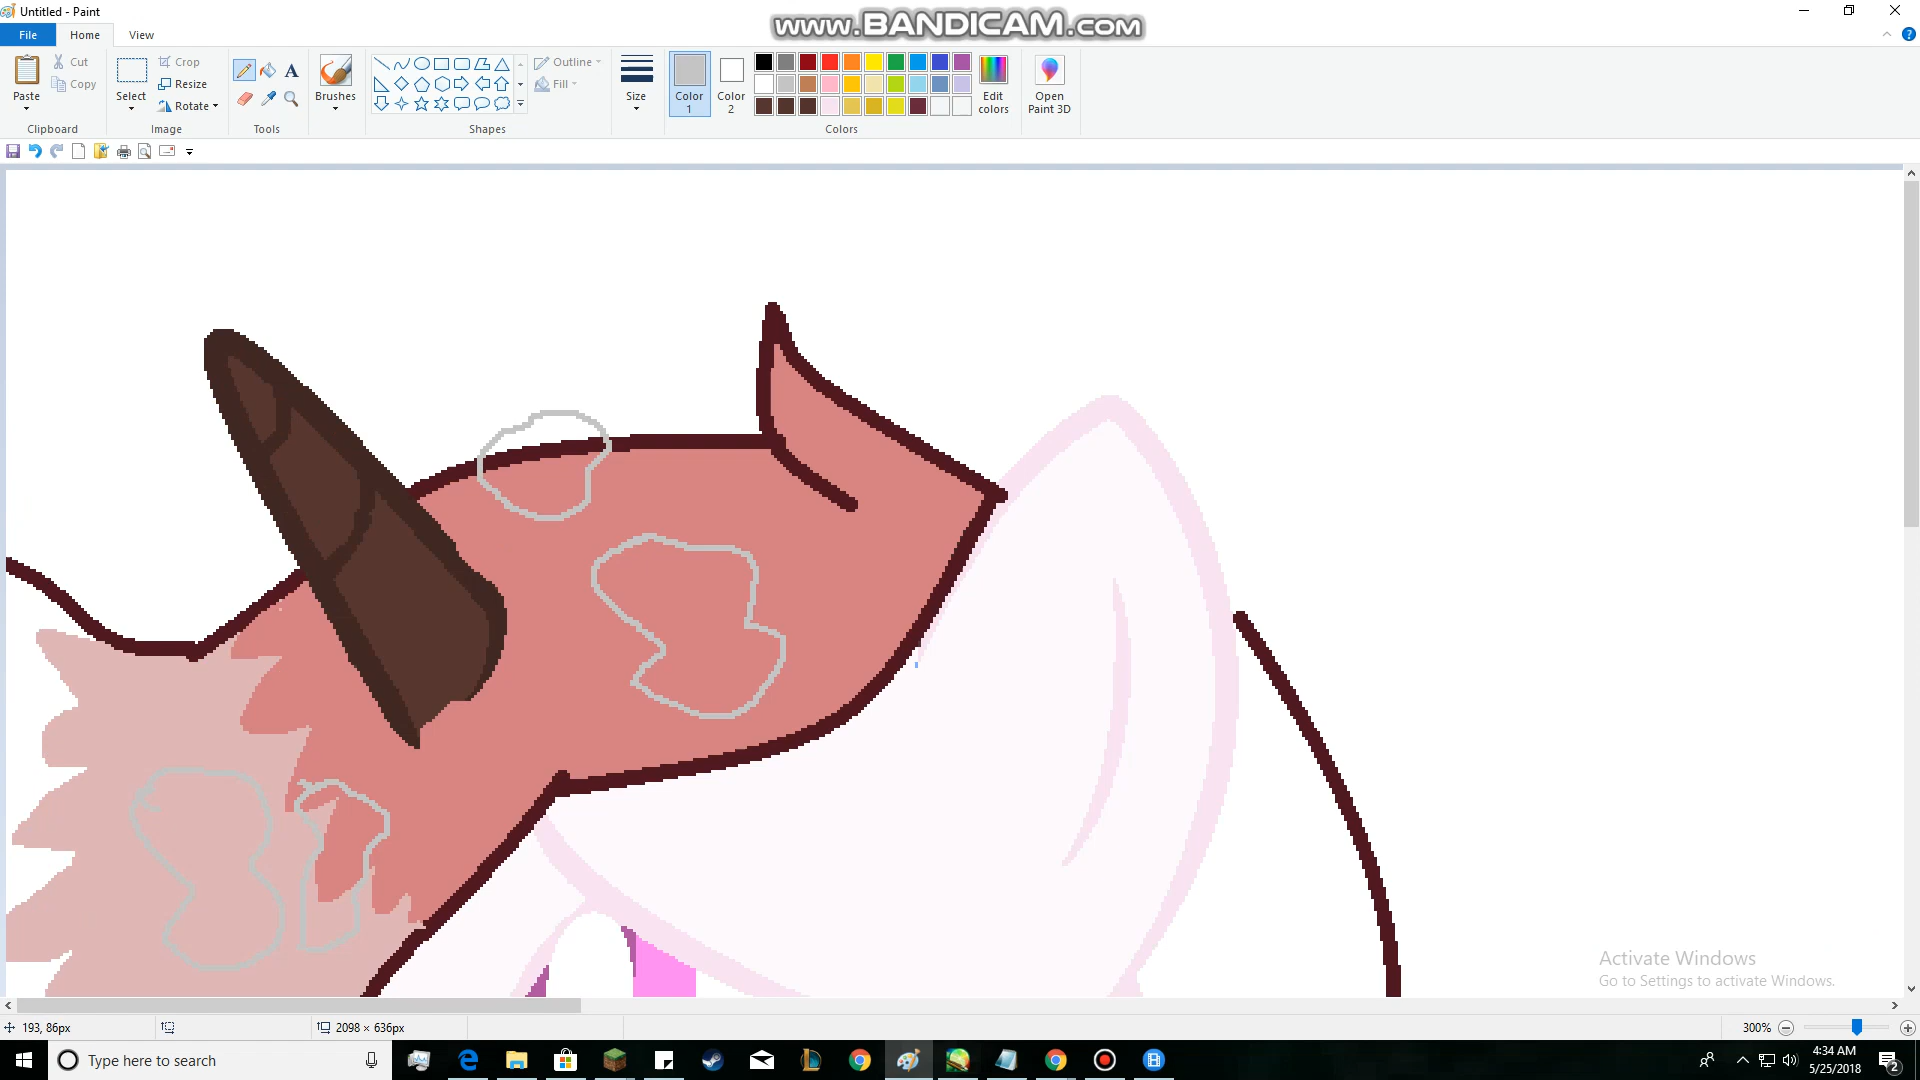 Untitled - Paint
www.BANDICAM.com
File
Home
View
Paste
Cut
Copy
Clipboard
Select
Crop
Resize
Rotate
Image
A
Tools
Brushes
Outline
Fill
Shapes
Size
Color
1
Color
2
Edit
colors
Colors
Open
Paint 3D
Activate Windows
Go to Settings to activate Windows.
193, 86px
2098 × 636px
300%
Type here to search
4:34 AM
5/25/2018
2